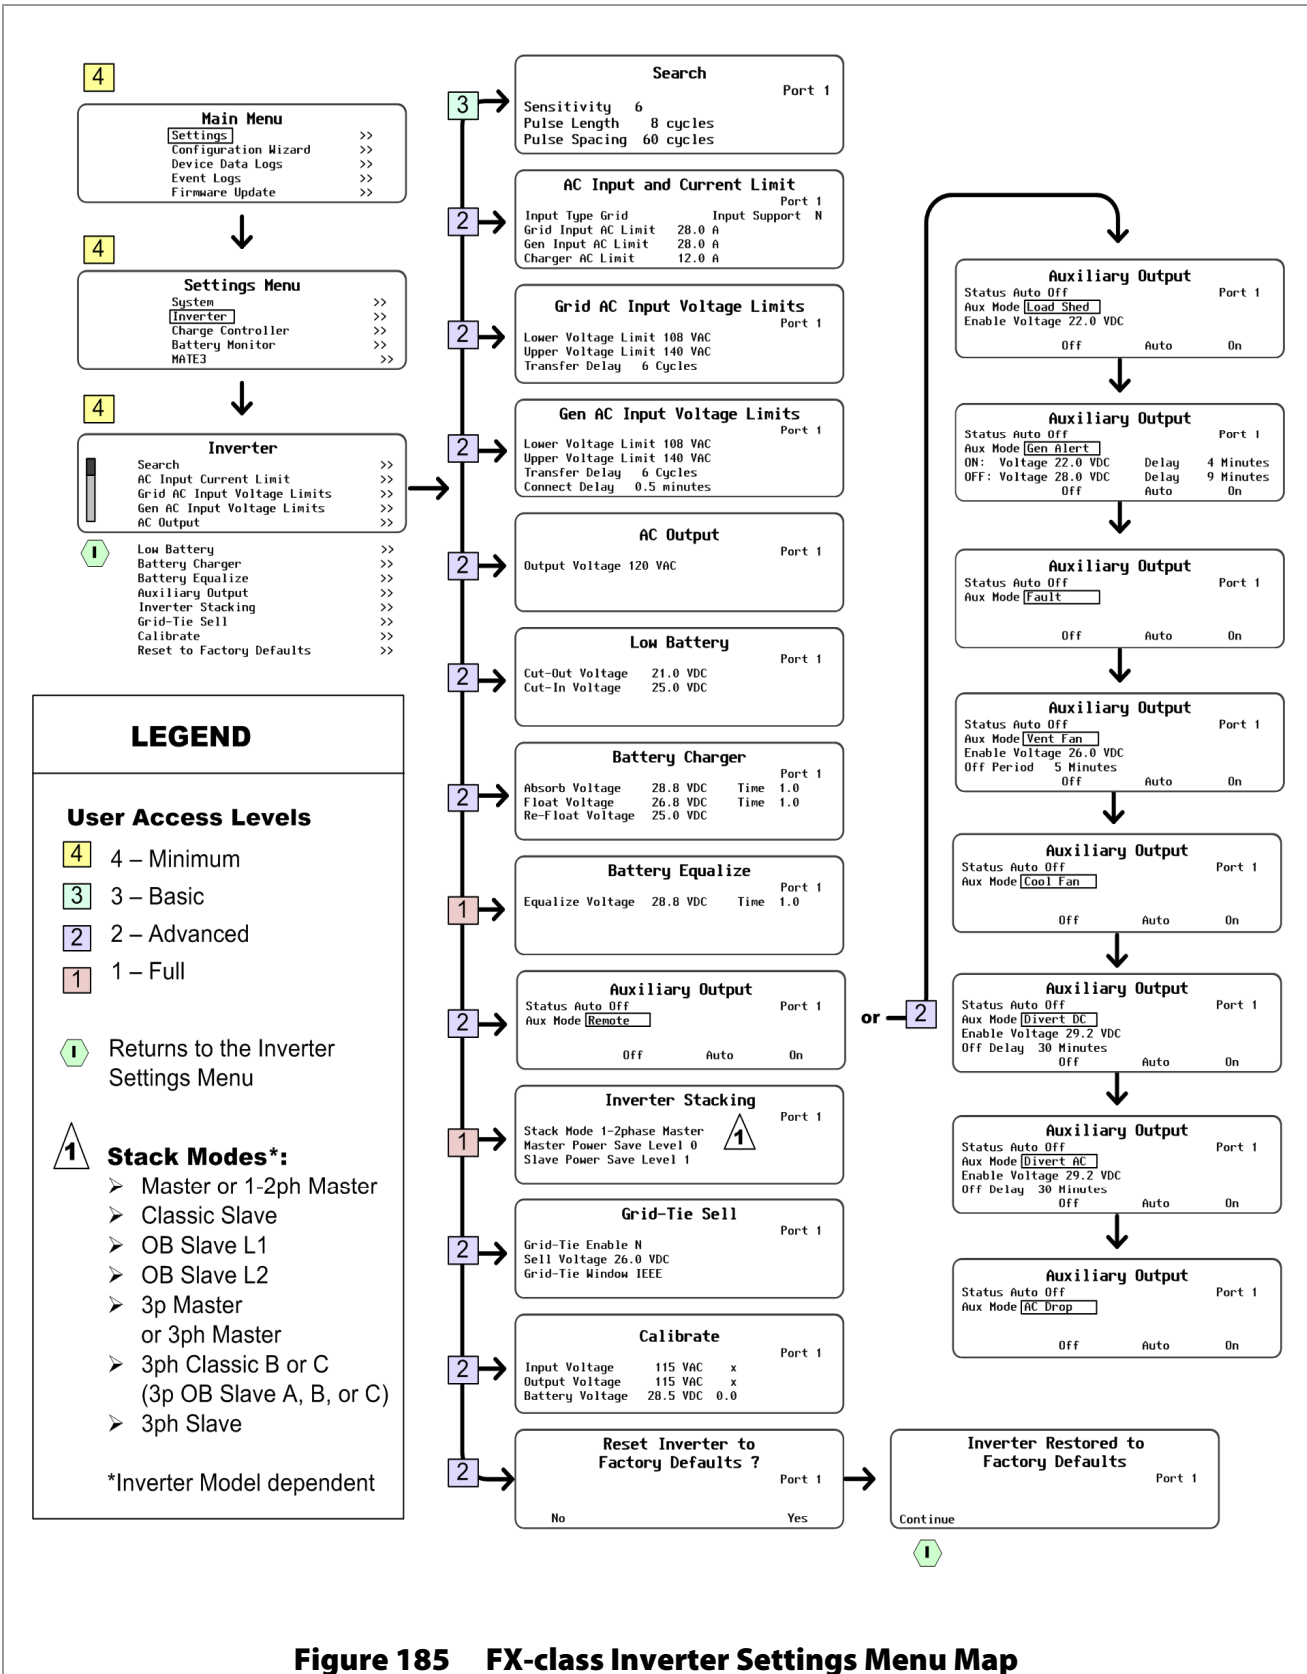 4
Main Menu
Settings >>
Configuration Wizard >>
Device Data Logs >>
Event Logs >>
Firmware Update >>
4
Settings Menu
System >>
Inverter >>
Charge Controller >>
Battery Monitor >>
MATE3 >>
4
Inverter
Search >>
AC Input Current Limit >>
Grid AC Input Voltage Limits >>
Gen AC Input Voltage Limits >>
AC Output >>
I
Low Battery >>
Battery Charger >>
Battery Equalize >>
Auxiliary Output >>
Inverter Stacking >>
Grid-Tie Sell >>
Calibrate >>
Reset to Factory Defaults >>
LEGEND
User Access Levels
4 4 – Minimum
3 3 – Basic
2 2 – Advanced
1 1 – Full
I Returns to the Inverter
Settings Menu
1 Stack Modes*:
➢ Master or 1-2ph Master
➢ Classic Slave
➢ OB Slave L1
➢ OB Slave L2
➢ 3p Master
or 3ph Master
➢ 3ph Classic B or C
(3p OB Slave A, B, or C)
➢ 3ph Slave
*Inverter Model dependent
3
Search
Port 1
Sensitivity 6
Pulse Length 8 cycles
Pulse Spacing 60 cycles
2
AC Input and Current Limit
Port 1
Input Type Grid Input Support N
Grid Input AC Limit 28.0 A
Gen Input AC Limit 28.0 A
Charger AC Limit 12.0 A
2
Grid AC Input Voltage Limits
Port 1
Lower Voltage Limit 108 VAC
Upper Voltage Limit 140 VAC
Transfer Delay 6 Cycles
2
Gen AC Input Voltage Limits
Port 1
Lower Voltage Limit 108 VAC
Upper Voltage Limit 140 VAC
Transfer Delay 6 Cycles
Connect Delay 0.5 minutes
2
AC Output
Port 1
Output Voltage 120 VAC
2
Low Battery
Port 1
Cut-Out Voltage 21.0 VDC
Cut-In Voltage 25.0 VDC
2
Battery Charger
Port 1
Absorb Voltage 28.8 VDC Time 1.0
Float Voltage 26.8 VDC Time 1.0
Re-Float Voltage 25.0 VDC
1
Battery Equalize
Port 1
Equalize Voltage 28.8 VDC Time 1.0
2
Auxiliary Output
Status Auto Off Port 1
Aux Mode Remote
Off Auto On
or 2
1
Inverter Stacking
Port 1
Stack Mode 1-2phase Master
Master Power Save Level 0
Slave Power Save Level 1
1
2
Grid-Tie Sell
Port 1
Grid-Tie Enable N
Sell Voltage 26.0 VDC
Grid-Tie Window IEEE
2
Calibrate
Port 1
Input Voltage 115 VAC x
Output Voltage 115 VAC x
Battery Voltage 28.5 VDC 0.0
2
Reset Inverter to
Factory Defaults ?
Port 1
No Yes
Inverter Restored to
Factory Defaults
Port 1
Continue
I
Auxiliary Output
Status Auto Off Port 1
Aux Mode Load Shed
Enable Voltage 22.0 VDC
Off Auto On
Auxiliary Output
Status Auto Off Port 1
Aux Mode Gen Alert
ON: Voltage 22.0 VDC Delay 4 Minutes
OFF: Voltage 28.0 VDC Delay 9 Minutes
Off Auto On
Auxiliary Output
Status Auto Off Port 1
Aux Mode Fault
Off Auto On
Auxiliary Output
Status Auto Off Port 1
Aux Mode Vent Fan
Enable Voltage 26.0 VDC
Off Period 5 Minutes
Off Auto On
Auxiliary Output
Status Auto Off Port 1
Aux Mode Cool Fan
Off Auto On
Auxiliary Output
Status Auto Off Port 1
Aux Mode Divert DC
Enable Voltage 29.2 VDC
Off Delay 30 Minutes
Off Auto On
Auxiliary Output
Status Auto Off Port 1
Aux Mode Divert AC
Enable Voltage 29.2 VDC
Off Delay 30 Minutes
Off Auto On
Auxiliary Output
Status Auto Off Port 1
Aux Mode AC Drop
Off Auto On
Figure 185 FX-class Inverter Settings Menu Map